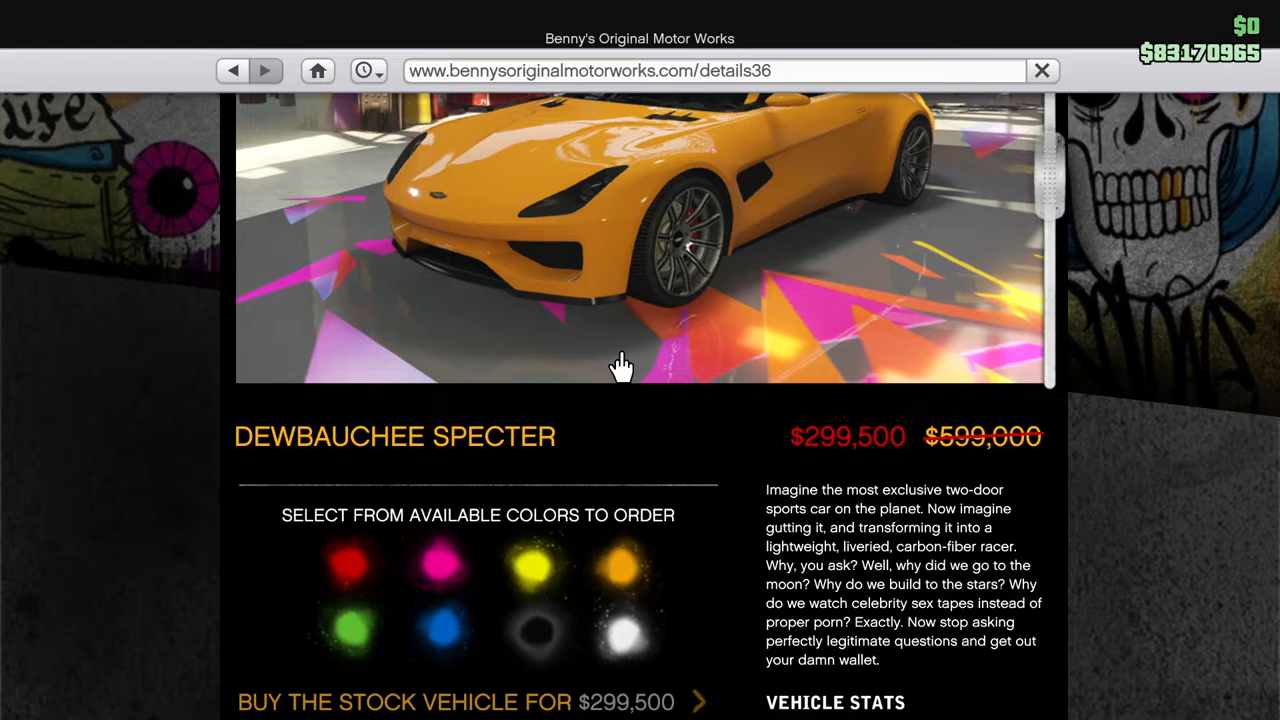 $0
Benny's Original Motor Works
$83170965
www.bennysoriginalmotorworks.com/details36
Life
DEWBAUCHEE SPECTER
$299,500 $599,000
SELECT FROM AVAILABLE COLORS TO ORDER
BUY THE STOCK VEHICLE FOR $299,500
Imagine the most exclusive two-door
sports car on the planet. Now imagine
gutting it, and transforming it into a
lightweight, liveried, carbon-fiber racer.
Why, you ask? Well, why did we go to the
moon? Why do we build to the stars? Why
do we watch celebrity sex tapes instead of
proper porn? Exactly. Now stop asking
perfectly legitimate questions and get out
your damn wallet.
VEHICLE STATS